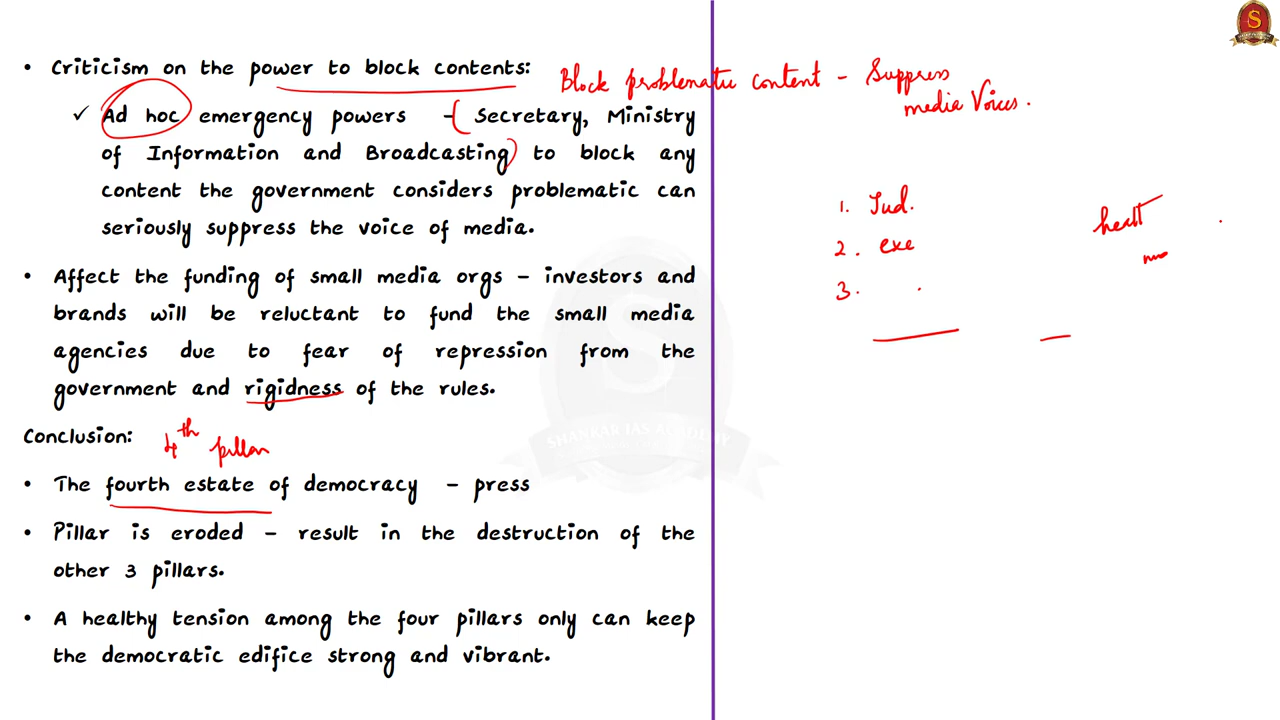 • Criticism on the power to block contents:
Block problematic content - Suppress
media Voices.
✓ Ad hoc emergency powers - (Secretary, Ministry
of Information and Broadcasting) to block any
content the government considers problematic can
seriously suppress the voice of media.
• Affect the funding of small media orgs – investors and
brands will be reluctant to fund the small media
agencies due to fear of repression from the
government and rigidness of the rules.
Conclusion:
4th pillar
• The fourth estate of democracy - press
• Pillar is eroded – result in the destruction of the
other 3 pillars.
• A healthy tension among the four pillars only can keep
the democratic edifice strong and vibrant.
1. Jud.
2. exe
3.
SHANKAR IAS ACADEMY
S